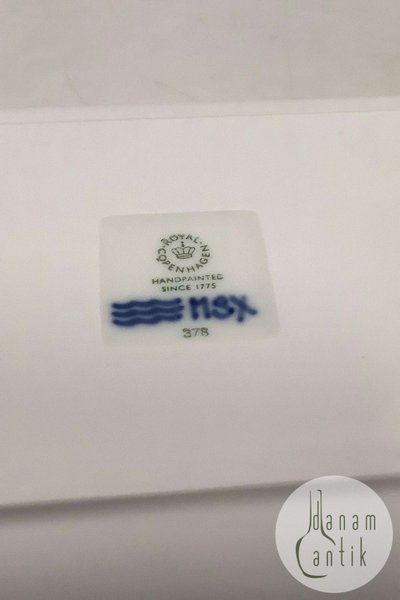 ROYAL COPENHAGEN
HANDPAINTED
SINCE 1775
MSX
378
danam
antik